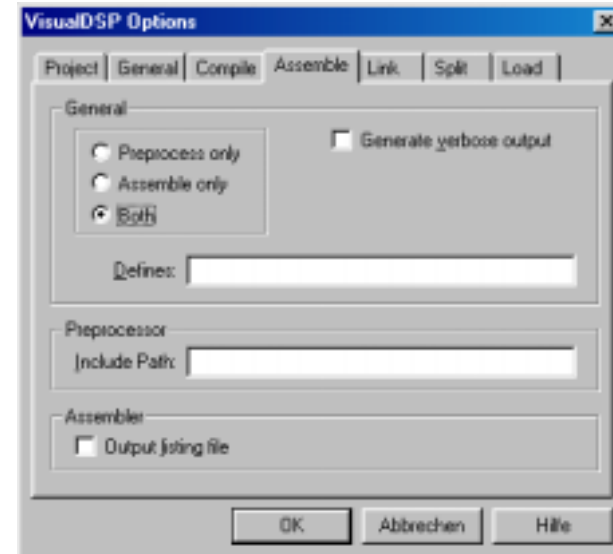 VisualDSP Options
Project General Compile Assemble Link Split Load
General
Preprocess only
Generate verbose output
Assemble only
Both
Defines:
Preprocessor
Include Path:
Assembler
Output listing file
OK Abbrechen Hilfe